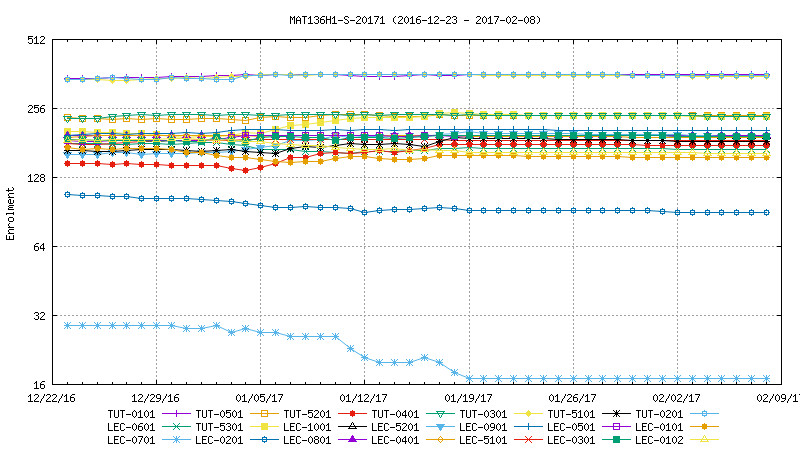 MAT136H1-S-20171 (2016-12-23 - 2017-02-08)
512
256
128
64
32
16
Enrolment
12/22/16 12/29/16 01/05/17 01/12/17 01/19/17 01/26/17 02/02/17 02/09/17
TUT-0101 TUT-0501 TUT-5201 TUT-0401 TUT-0301 TUT-5101 TUT-0201
LEC-0601 TUT-5301 LEC-1001 LEC-5201 LEC-0901 LEC-0501 LEC-0101
LEC-0701 LEC-0201 LEC-0801 LEC-0401 LEC-5101 LEC-0301 LEC-0102